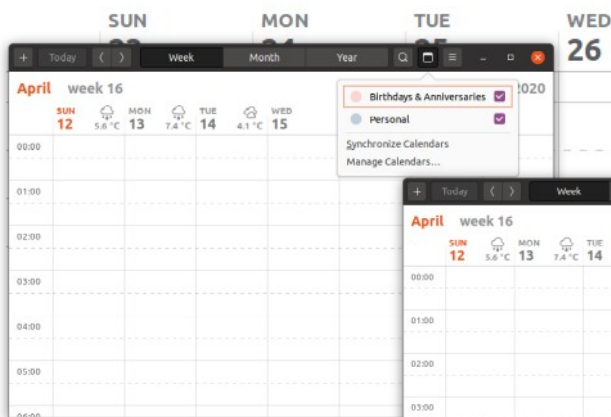 SUN MON TUE WED
26
+ Today Week Month Year
April week 16 2020
Birthdays & Anniversaries
SUN MON TUE WED
12 5.6 °C 13 7.4 °C 14 4.1 °C 15
Personal
Synchronize Calendars
Manage Calendars...
00:00
01:00
02:00
03:00
04:00
05:00
06:00
+ Today Week
April week 16
SUN MON TUE
12 5.6 °C 13 7.4 °C 14
00:00
01:00
02:00
03:00